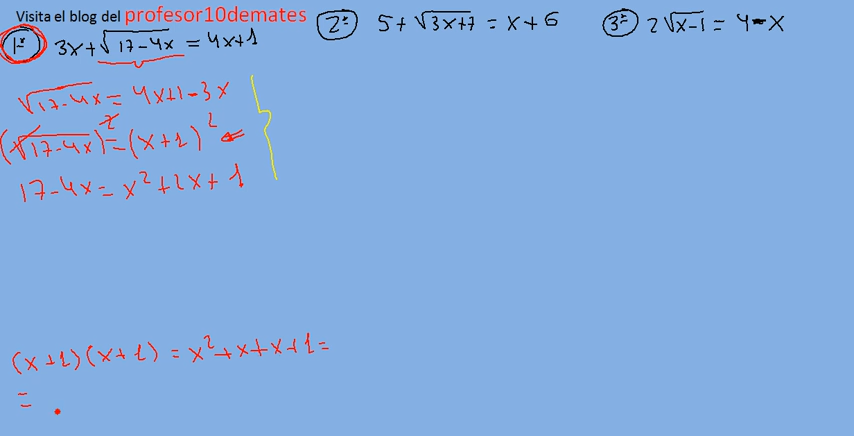 Visita el blog del profesor10demates
1º 3x+√(17-4x) = 4x+1
2º 5+√(3x+7) = x+6
3º 2√(x-1) = 4-x
√(17-4x) = 4x+1-3x
(√(17-4x))² = (x+1)²
17-4x = x²+2x+1
(x+1)(x+1) = x²+x+x+1 =
=